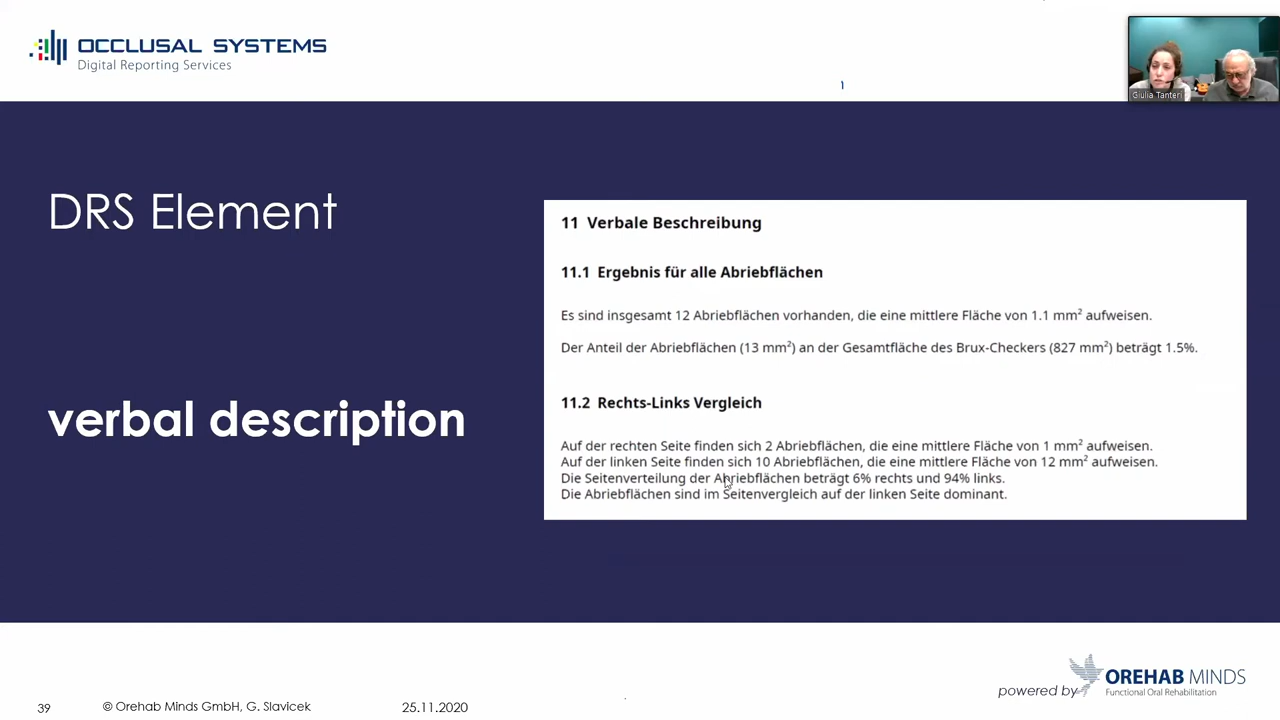 OCCLUSAL SYSTEMS
Digital Reporting Services
Giulia Tanteri
DRS Element
verbal description
11 Verbale Beschreibung
11.1 Ergebnis für alle Abriebflächen
Es sind insgesamt 12 Abriebflächen vorhanden, die eine mittlere Fläche von 1.1 mm² aufweisen.
Der Anteil der Abriebflächen (13 mm²) an der Gesamtfläche des Brux-Checkers (827 mm²) beträgt 1.5%.
11.2 Rechts-Links Vergleich
Auf der rechten Seite finden sich 2 Abriebflächen, die eine mittlere Fläche von 1 mm² aufweisen.
Auf der linken Seite finden sich 10 Abriebflächen, die eine mittlere Fläche von 12 mm² aufweisen.
Die Seitenverteilung der Abriebflächen beträgt 6% rechts und 94% links.
Die Abriebflächen sind im Seitenvergleich auf der linken Seite dominant.
39
© Orehab Minds GmbH, G. Slavicek
25.11.2020
powered by
OREHAB MINDS
Functional Oral Rehabilitation